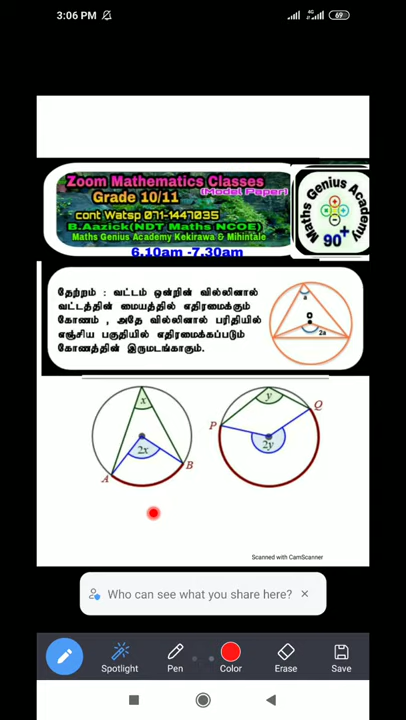 3:06 PM
4G
69
Zoom Mathematics Classes
(Model Paper)
Grade 10/11
cont Watsp 071-1447035
B.Aazick(NDT Maths NCOE)
Maths Genius Academy Kekirawa & Mihintale
6.10am -7.30am
Maths Genius Academy
90+
தேற்றம் : வட்டம் ஒன்றின் வில்லினால்
வட்டத்தின் மையத்தில் எதிரமைக்கும்
கோணம் , அதே வில்லினால் பரிதியில்
எஞ்சிய பகுதியில் எதிரமைக்கப்படும்
கோணத்தின் இருமடங்காகும்.
a
O
2a
x
2x
A
B
y
P
Q
2y
Scanned with CamScanner
Who can see what you share here? ×
Spotlight
Pen
Color
Erase
Save